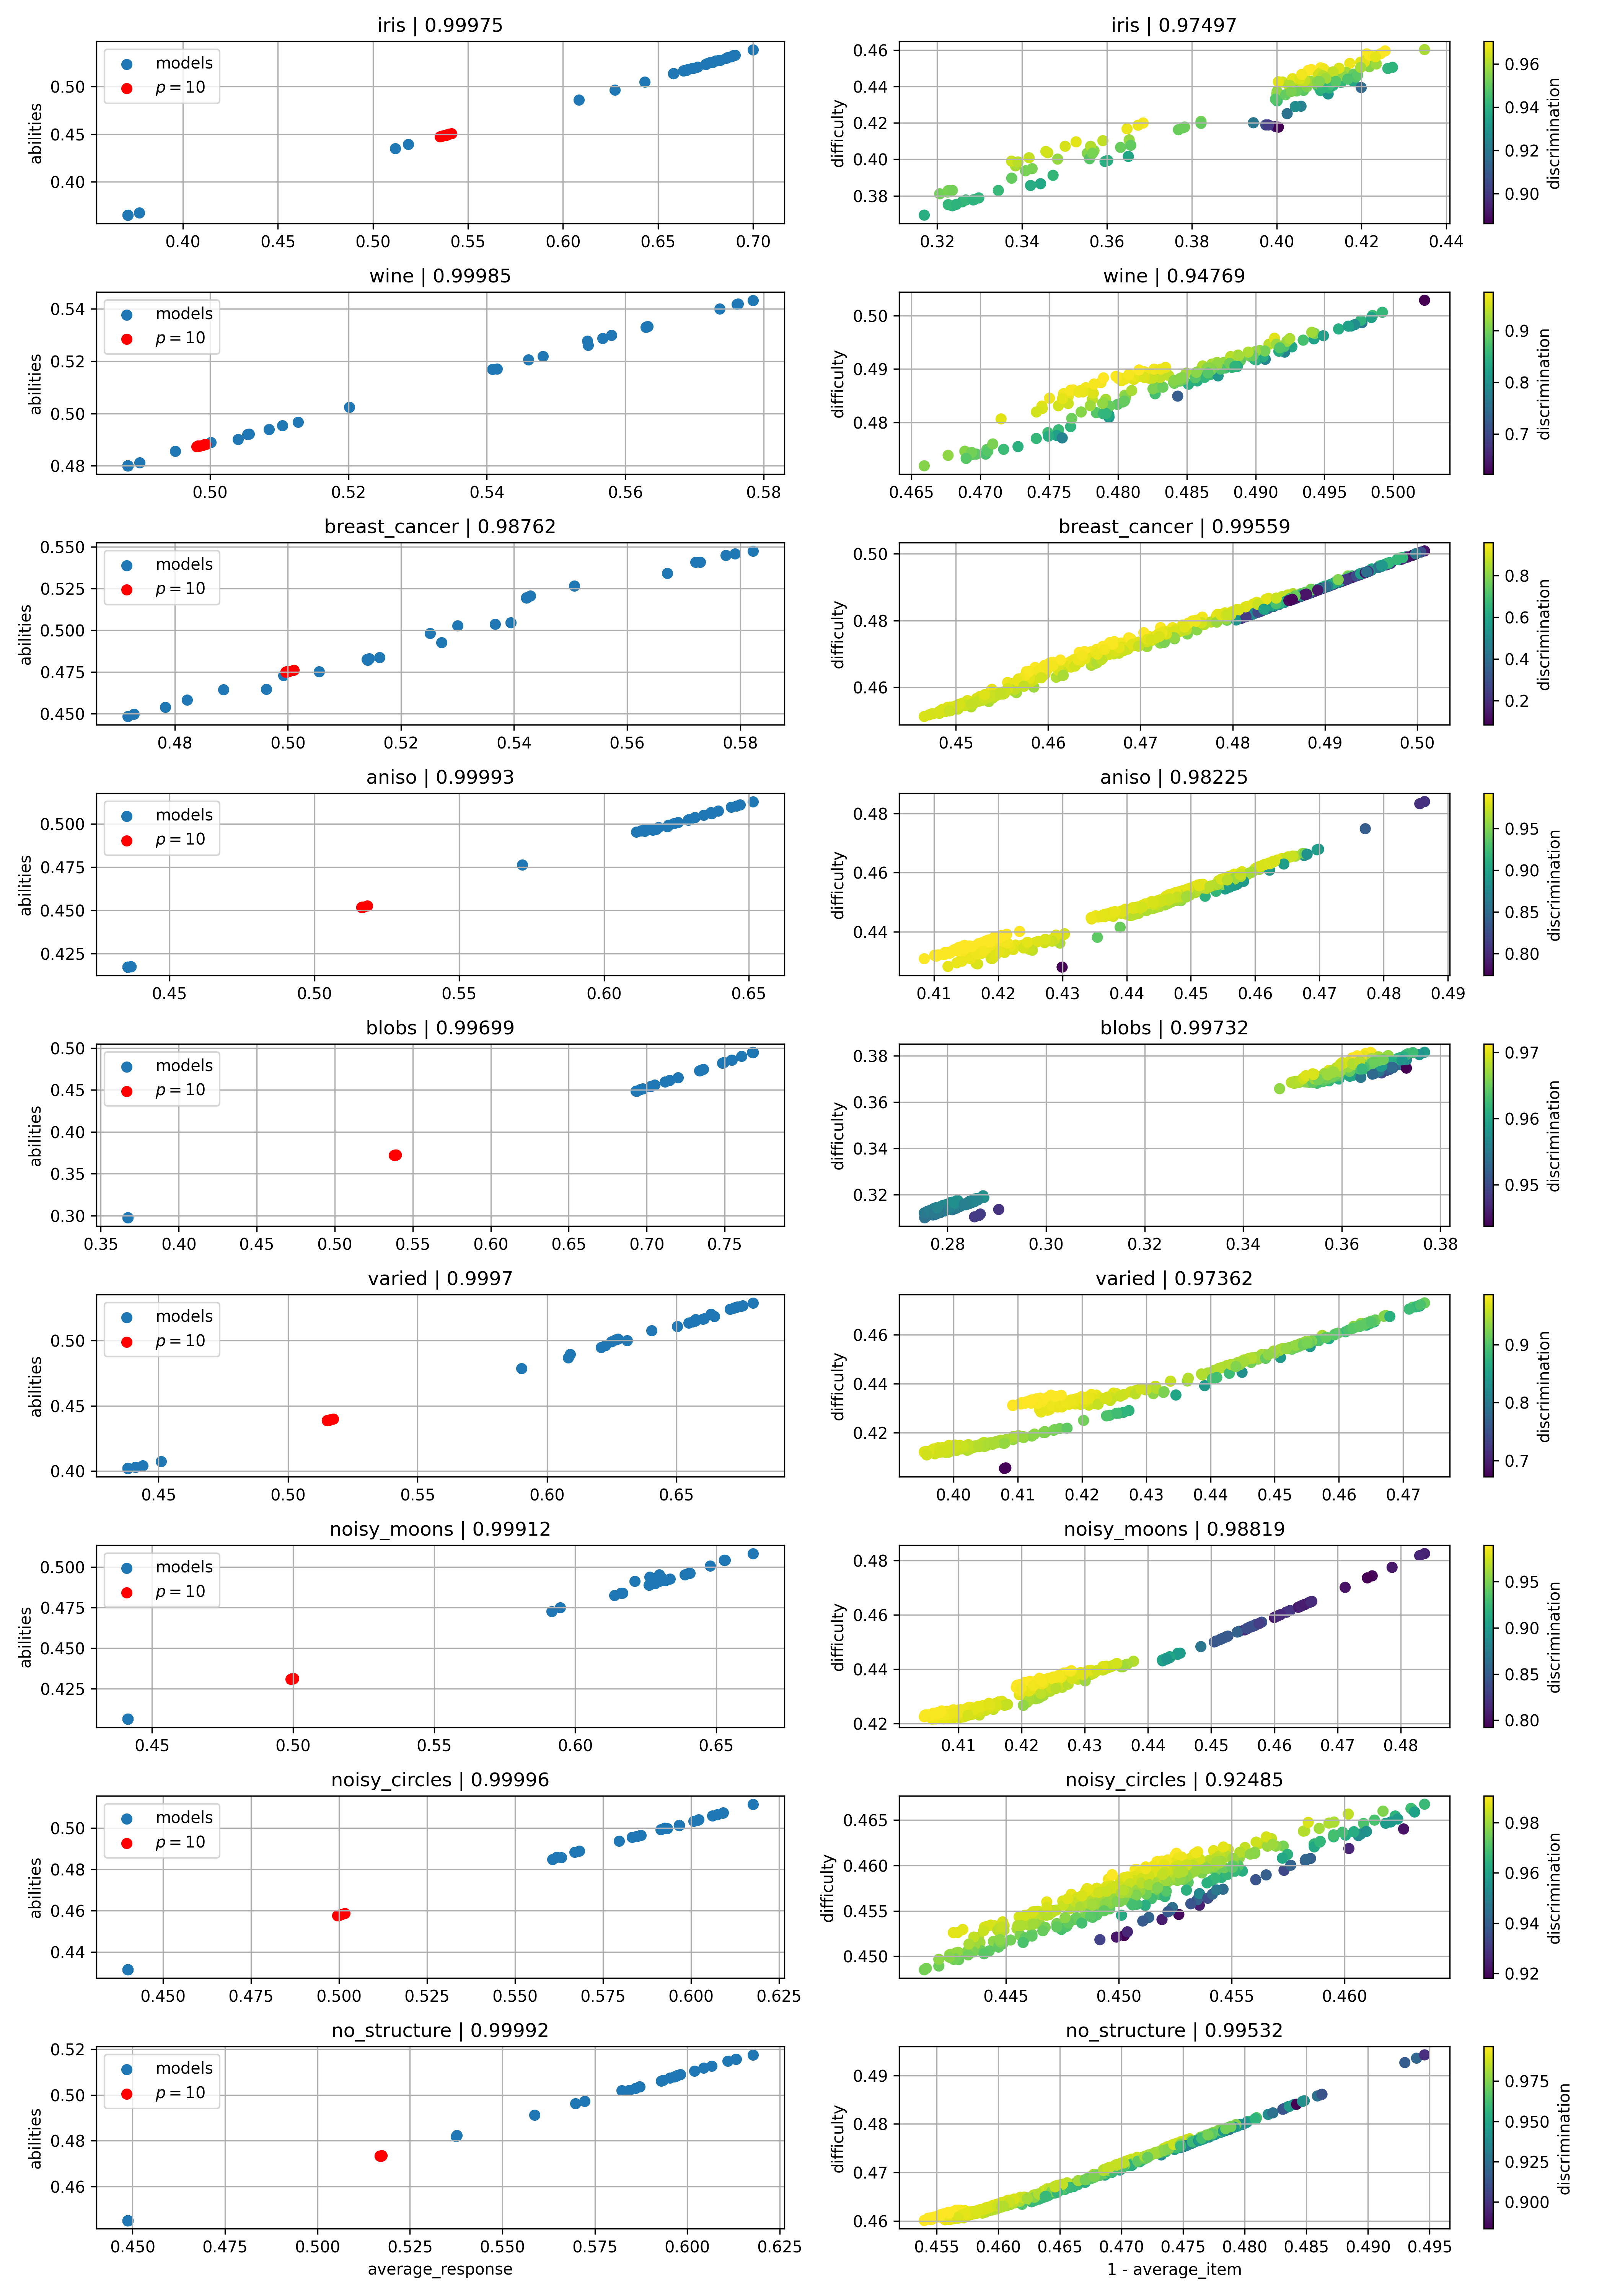 iris | 0.99975
abilities
0.50
0.45
0.40
models
p = 10
0.40 0.45 0.50 0.55 0.60 0.65 0.70
iris | 0.97497
difficulty
0.46
0.44
0.42
0.40
0.38
0.32 0.34 0.36 0.38 0.40 0.42 0.44
0.96
0.94
0.92
0.90
discrimination
wine | 0.99985
abilities
0.54
0.52
0.50
0.48
models
p = 10
0.50 0.52 0.54 0.56 0.58
wine | 0.94769
difficulty
0.50
0.49
0.48
0.465 0.470 0.475 0.480 0.485 0.490 0.495 0.500
0.9
0.8
0.7
discrimination
breast_cancer | 0.98762
abilities
0.550
0.525
0.500
0.475
0.450
models
p = 10
0.48 0.50 0.52 0.54 0.56 0.58
breast_cancer | 0.99559
difficulty
0.50
0.48
0.46
0.45 0.46 0.47 0.48 0.49 0.50
0.8
0.6
0.4
0.2
discrimination
aniso | 0.99993
abilities
0.500
0.475
0.450
0.425
models
p = 10
0.45 0.50 0.55 0.60 0.65
aniso | 0.98225
difficulty
0.48
0.46
0.44
0.41 0.42 0.43 0.44 0.45 0.46 0.47 0.48 0.49
0.95
0.90
0.85
0.80
discrimination
blobs | 0.99699
abilities
0.50
0.45
0.40
0.35
0.30
models
p = 10
0.35 0.40 0.45 0.50 0.55 0.60 0.65 0.70 0.75
blobs | 0.99732
difficulty
0.38
0.36
0.34
0.32
0.28 0.30 0.32 0.34 0.36 0.38
0.97
0.96
0.95
discrimination
varied | 0.9997
abilities
0.50
0.45
0.40
models
p = 10
0.45 0.50 0.55 0.60 0.65
varied | 0.97362
difficulty
0.46
0.44
0.42
0.40 0.41 0.42 0.43 0.44 0.45 0.46 0.47
0.9
0.8
0.7
discrimination
noisy_moons | 0.99912
abilities
0.500
0.475
0.450
0.425
models
p = 10
0.45 0.50 0.55 0.60 0.65
noisy_moons | 0.98819
difficulty
0.48
0.46
0.44
0.42
0.41 0.42 0.43 0.44 0.45 0.46 0.47 0.48
0.95
0.90
0.85
0.80
discrimination
noisy_circles | 0.99996
abilities
0.50
0.48
0.46
0.44
models
p = 10
0.450 0.475 0.500 0.525 0.550 0.575 0.600 0.625
noisy_circles | 0.92485
difficulty
0.465
0.460
0.455
0.450
0.445 0.450 0.455 0.460
0.98
0.96
0.94
0.92
discrimination
no_structure | 0.99992
abilities
0.52
0.50
0.48
0.46
models
p = 10
0.450 0.475 0.500 0.525 0.550 0.575 0.600 0.625
average_response
no_structure | 0.99532
difficulty
0.49
0.48
0.47
0.46
0.455 0.460 0.465 0.470 0.475 0.480 0.485 0.490 0.495
1 - average_item
0.975
0.950
0.925
0.900
discrimination